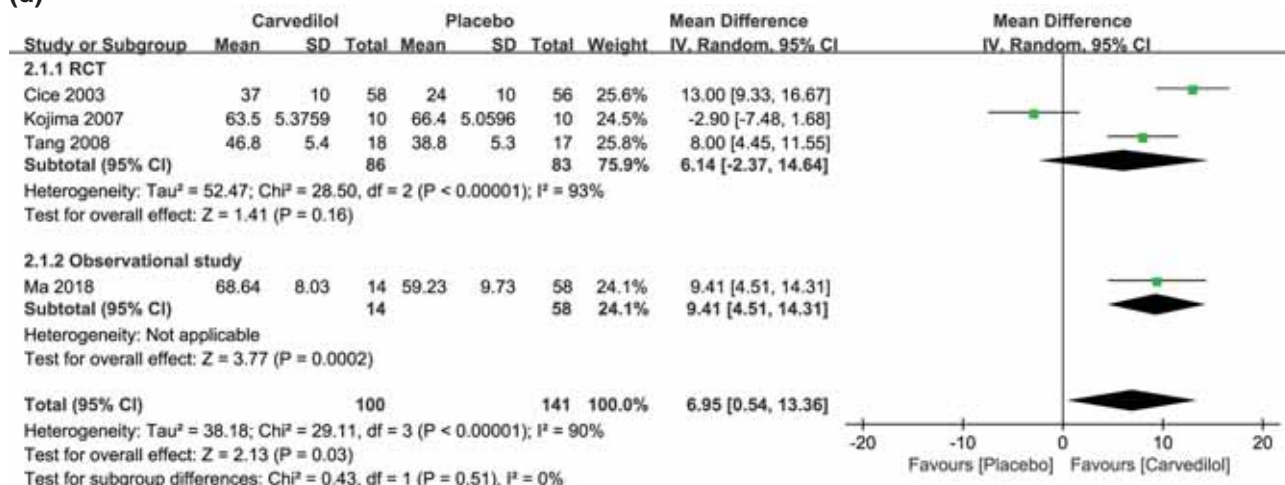 (a)
Carvedilol Placebo Mean Difference Mean Difference
Study or Subgroup Mean SD Total Mean SD Total Weight IV, Random, 95% CI IV, Random, 95% CI
2.1.1 RCT
Cice 2003 37 10 58 24 10 56 25.6% 13.00 [9.33, 16.67]
Kojima 2007 63.5 5.3759 10 66.4 5.0596 10 24.5% -2.90 [-7.48, 1.68]
Tang 2008 46.8 5.4 18 38.8 5.3 17 25.8% 8.00 [4.45, 11.55]
Subtotal (95% CI) 86 83 75.9% 6.14 [-2.37, 14.64]
Heterogeneity: Tau² = 52.47; Chi² = 28.50, df = 2 (P < 0.00001); I² = 93%
Test for overall effect: Z = 1.41 (P = 0.16)
2.1.2 Observational study
Ma 2018 68.64 8.03 14 59.23 9.73 58 24.1% 9.41 [4.51, 14.31]
Subtotal (95% CI) 14 58 24.1% 9.41 [4.51, 14.31]
Heterogeneity: Not applicable
Test for overall effect: Z = 3.77 (P = 0.0002)
Total (95% CI) 100 141 100.0% 6.95 [0.54, 13.36]
Heterogeneity: Tau² = 38.18; Chi² = 29.11, df = 3 (P < 0.00001); I² = 90%
Test for overall effect: Z = 2.13 (P = 0.03)
Test for subgroup differences: Chi² = 0.43, df = 1 (P = 0.51), I² = 0%
-20 -10 0 10 20
Favours [Placebo] Favours [Carvedilol]